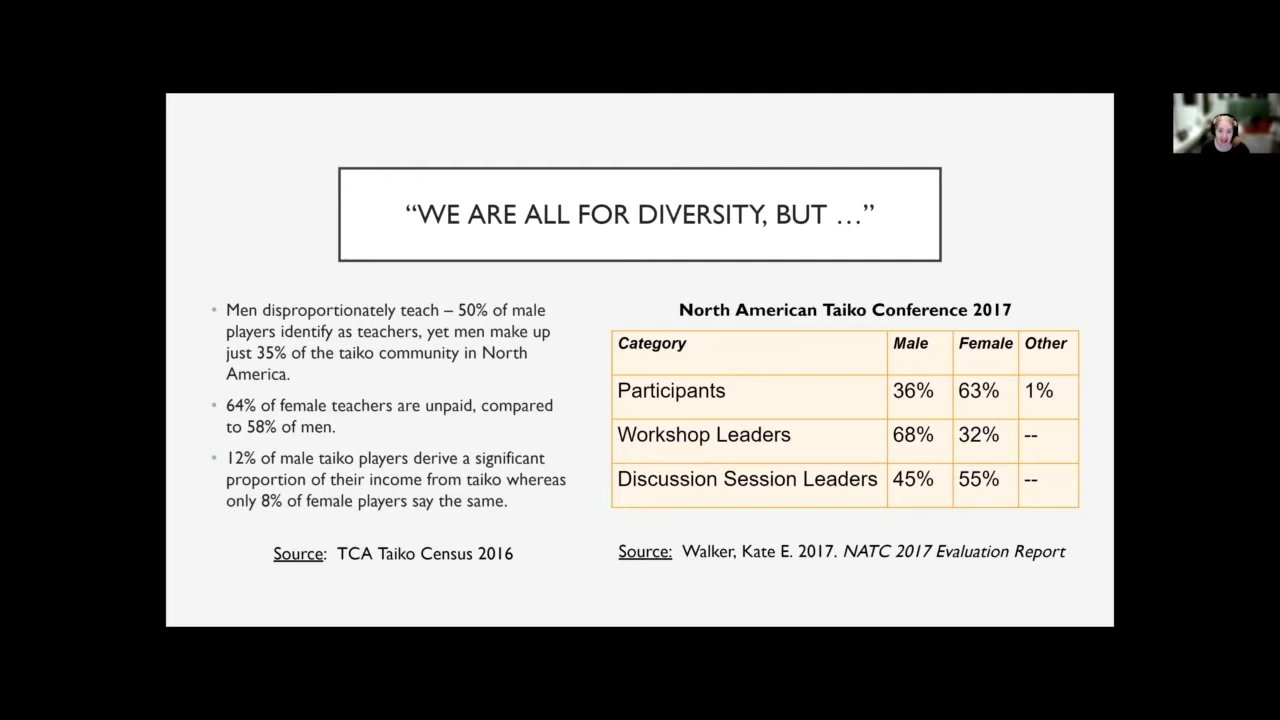 “WE ARE ALL FOR DIVERSITY, BUT …”
• Men disproportionately teach – 50% of male
players identify as teachers, yet men make up
just 35% of the taiko community in North
America.
• 64% of female teachers are unpaid, compared
to 58% of men.
• 12% of male taiko players derive a significant
proportion of their income from taiko whereas
only 8% of female players say the same.
Source: TCA Taiko Census 2016
North American Taiko Conference 2017
Category Male Female Other
Participants 36% 63% 1%
Workshop Leaders 68% 32% --
Discussion Session Leaders 45% 55% --
Source: Walker, Kate E. 2017. NATC 2017 Evaluation Report